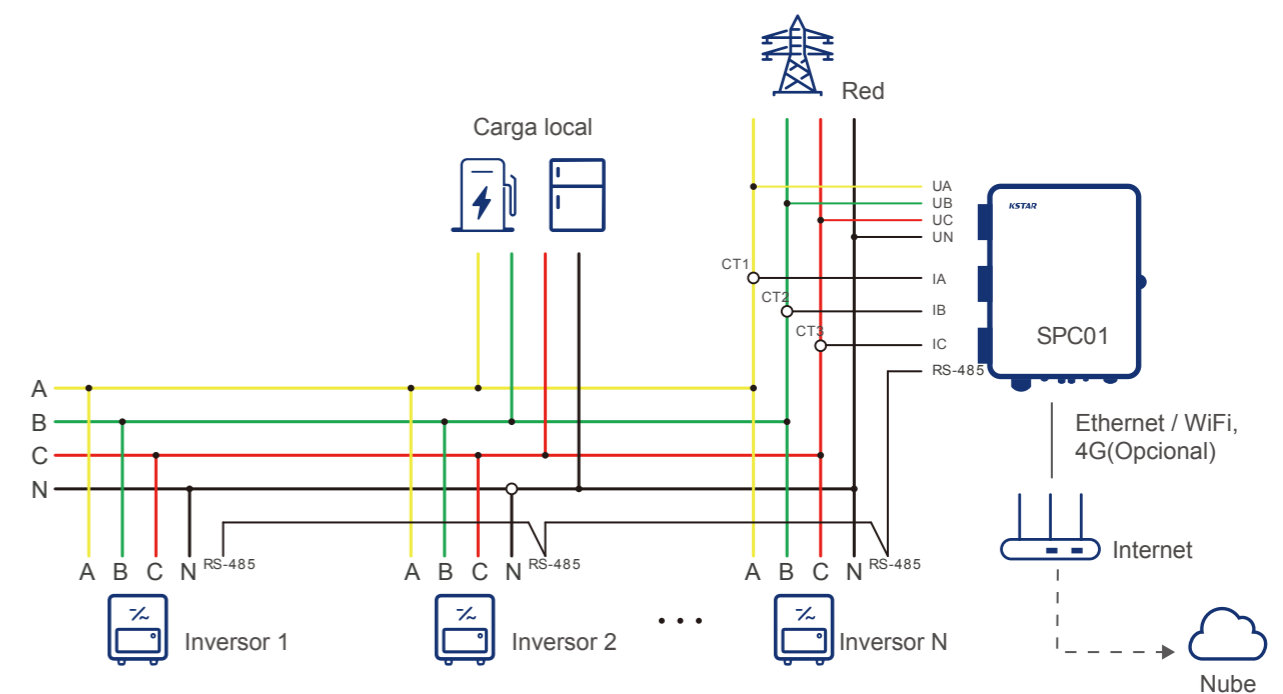 Red
Carga local
UA
UB
UC
UN
KSTAR
CT1
IA
CT2
IB
CT3
IC
SPC01
RS-485
A
B
C
N
Ethernet / WiFi,
4G(Opcional)
Internet
A B C N RS-485
A B C N RS-485
A B C N RS-485
Inversor 1
Inversor 2
...
Inversor N
Nube